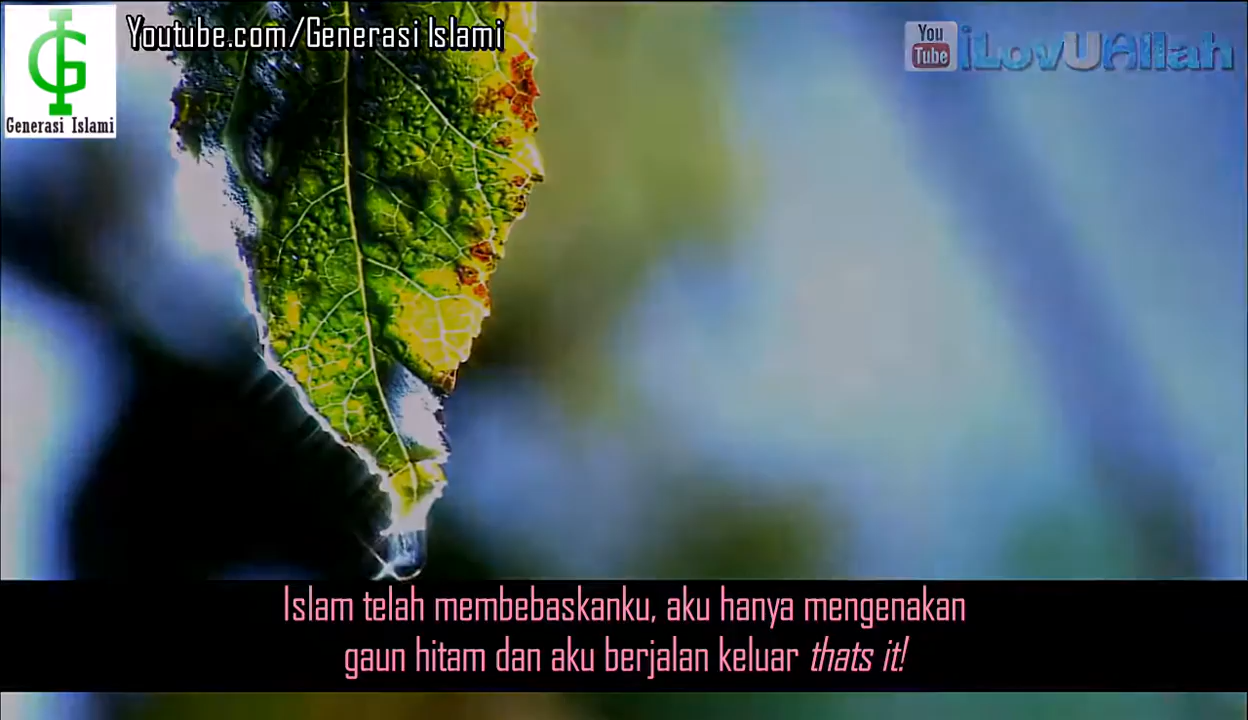 Youtube.com/Generasi Islami
You
Tube
iLovUAllah
GI
Generasi Islami
Islam telah membebaskanku, aku hanya mengenakan
gaun hitam dan aku berjalan keluar thats it!